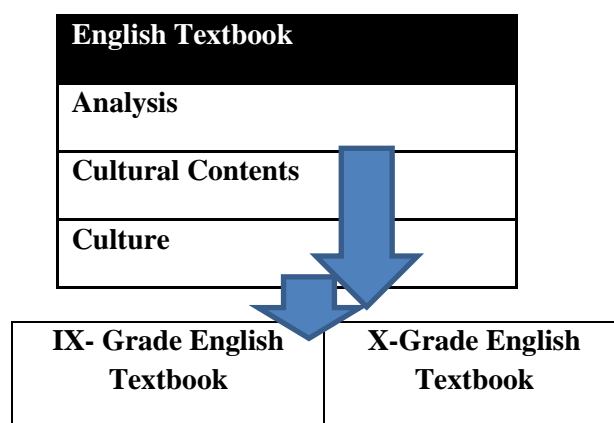 English Textbook
Analysis
Cultural Contents
Culture
IX- Grade English
Textbook
X-Grade English
Textbook